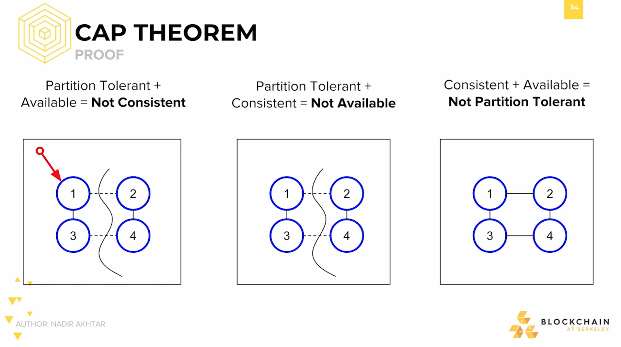 34
CAP THEOREM
PROOF
Partition Tolerant +
Available = Not Consistent
Partition Tolerant +
Consistent = Not Available
Consistent + Available =
Not Partition Tolerant
1 2
3 4
1 2
3 4
1 2
3 4
AUTHOR: NADIR AKHTAR
BLOCKCHAIN
AT BERKELEY